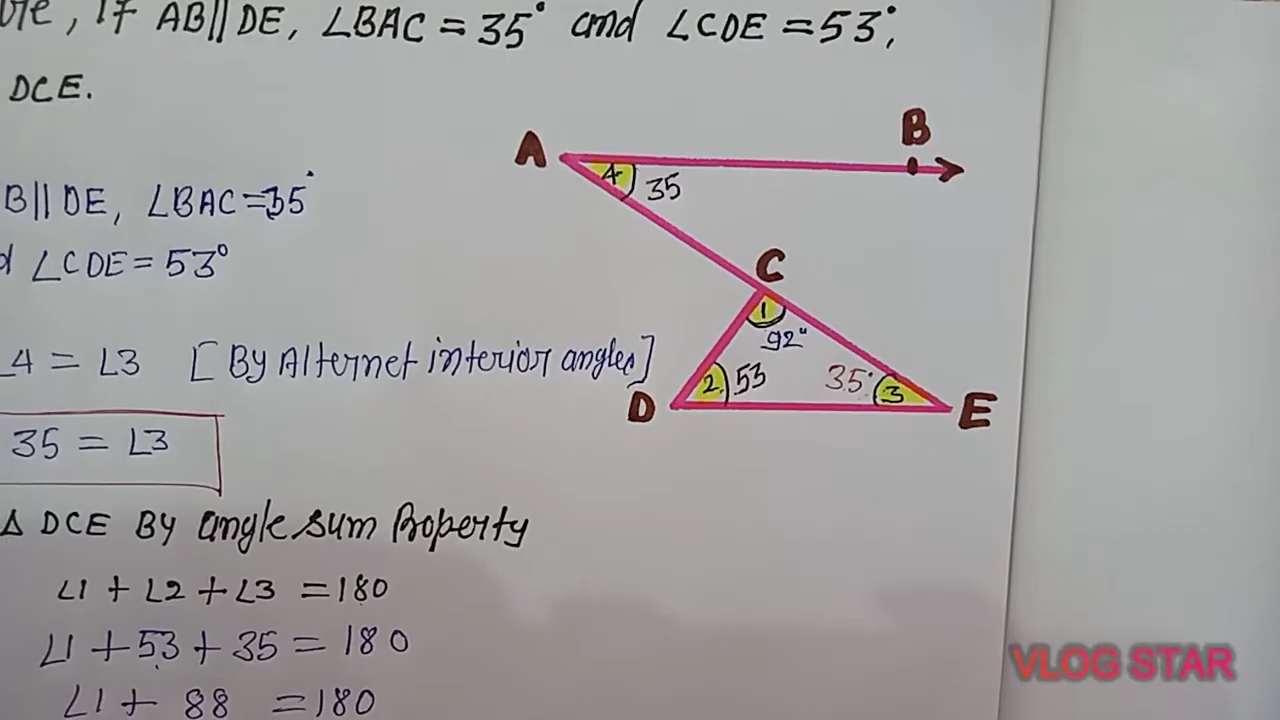 , If AB||DE, ∠BAC = 35° and ∠CDE = 53°,
DCE.
B||DE, ∠BAC = 35°
∠CDE = 53°
∠4 = ∠3 [By Alternet interior angles]
35 = ∠3
Δ DCE By angle sum Property
∠1 + ∠2 + ∠3 = 180
∠1 + 53 + 35 = 180
∠1 + 88 = 180
A
B
4
35
C
1
92°
D
2
53
35°
3
E
VLOG STAR